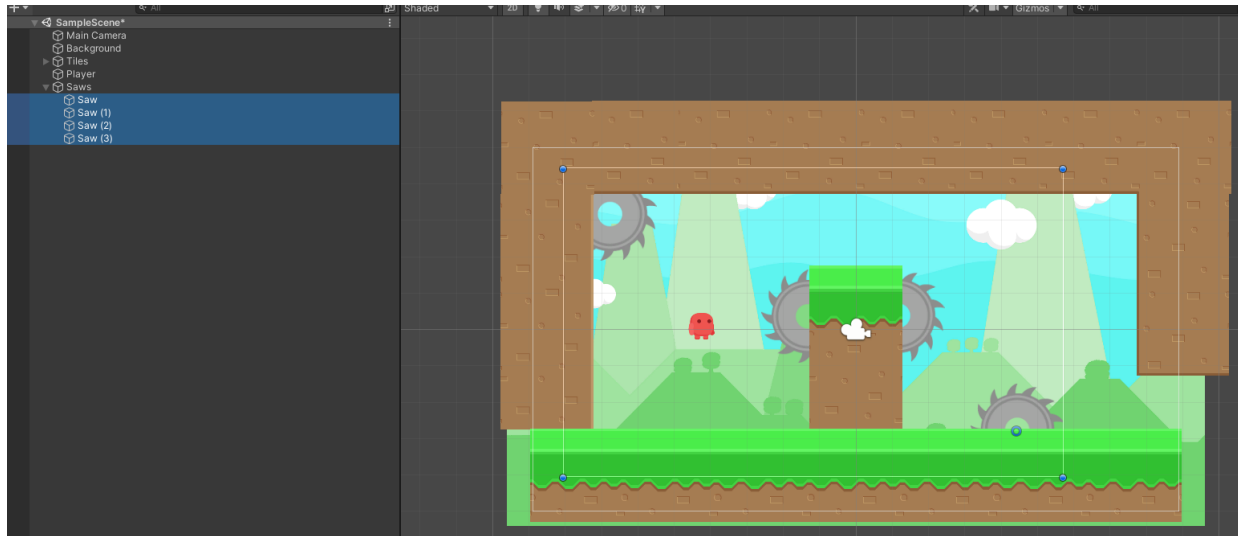 All Shaded 2D 0 Gizmos All
SampleScene*
Main Camera
Background
Tiles
Player
Saws
Saw
Saw (1)
Saw (2)
Saw (3)